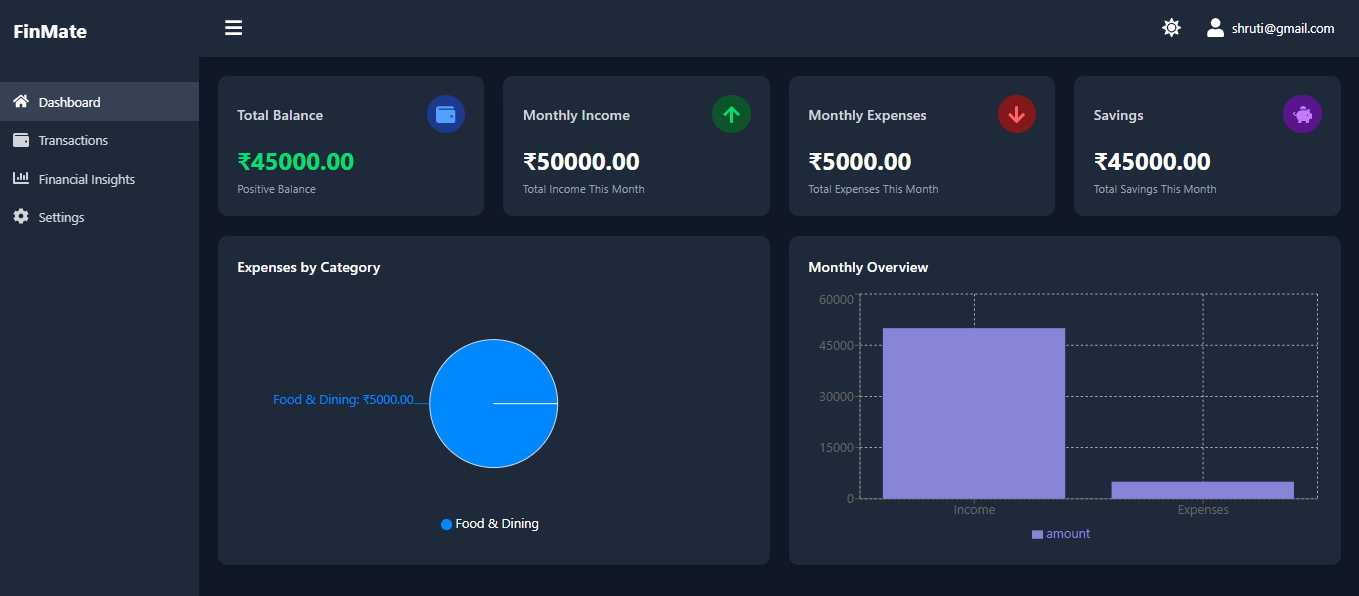 FinMate
shruti@gmail.com
Dashboard
Transactions
Financial Insights
Settings
Total Balance
₹45000.00
Positive Balance
Monthly Income
₹50000.00
Total Income This Month
Monthly Expenses
₹5000.00
Total Expenses This Month
Savings
₹45000.00
Total Savings This Month
Expenses by Category
Food & Dining: ₹5000.00
Food & Dining
Monthly Overview
60000
45000
30000
15000
0
Income
Expenses
amount